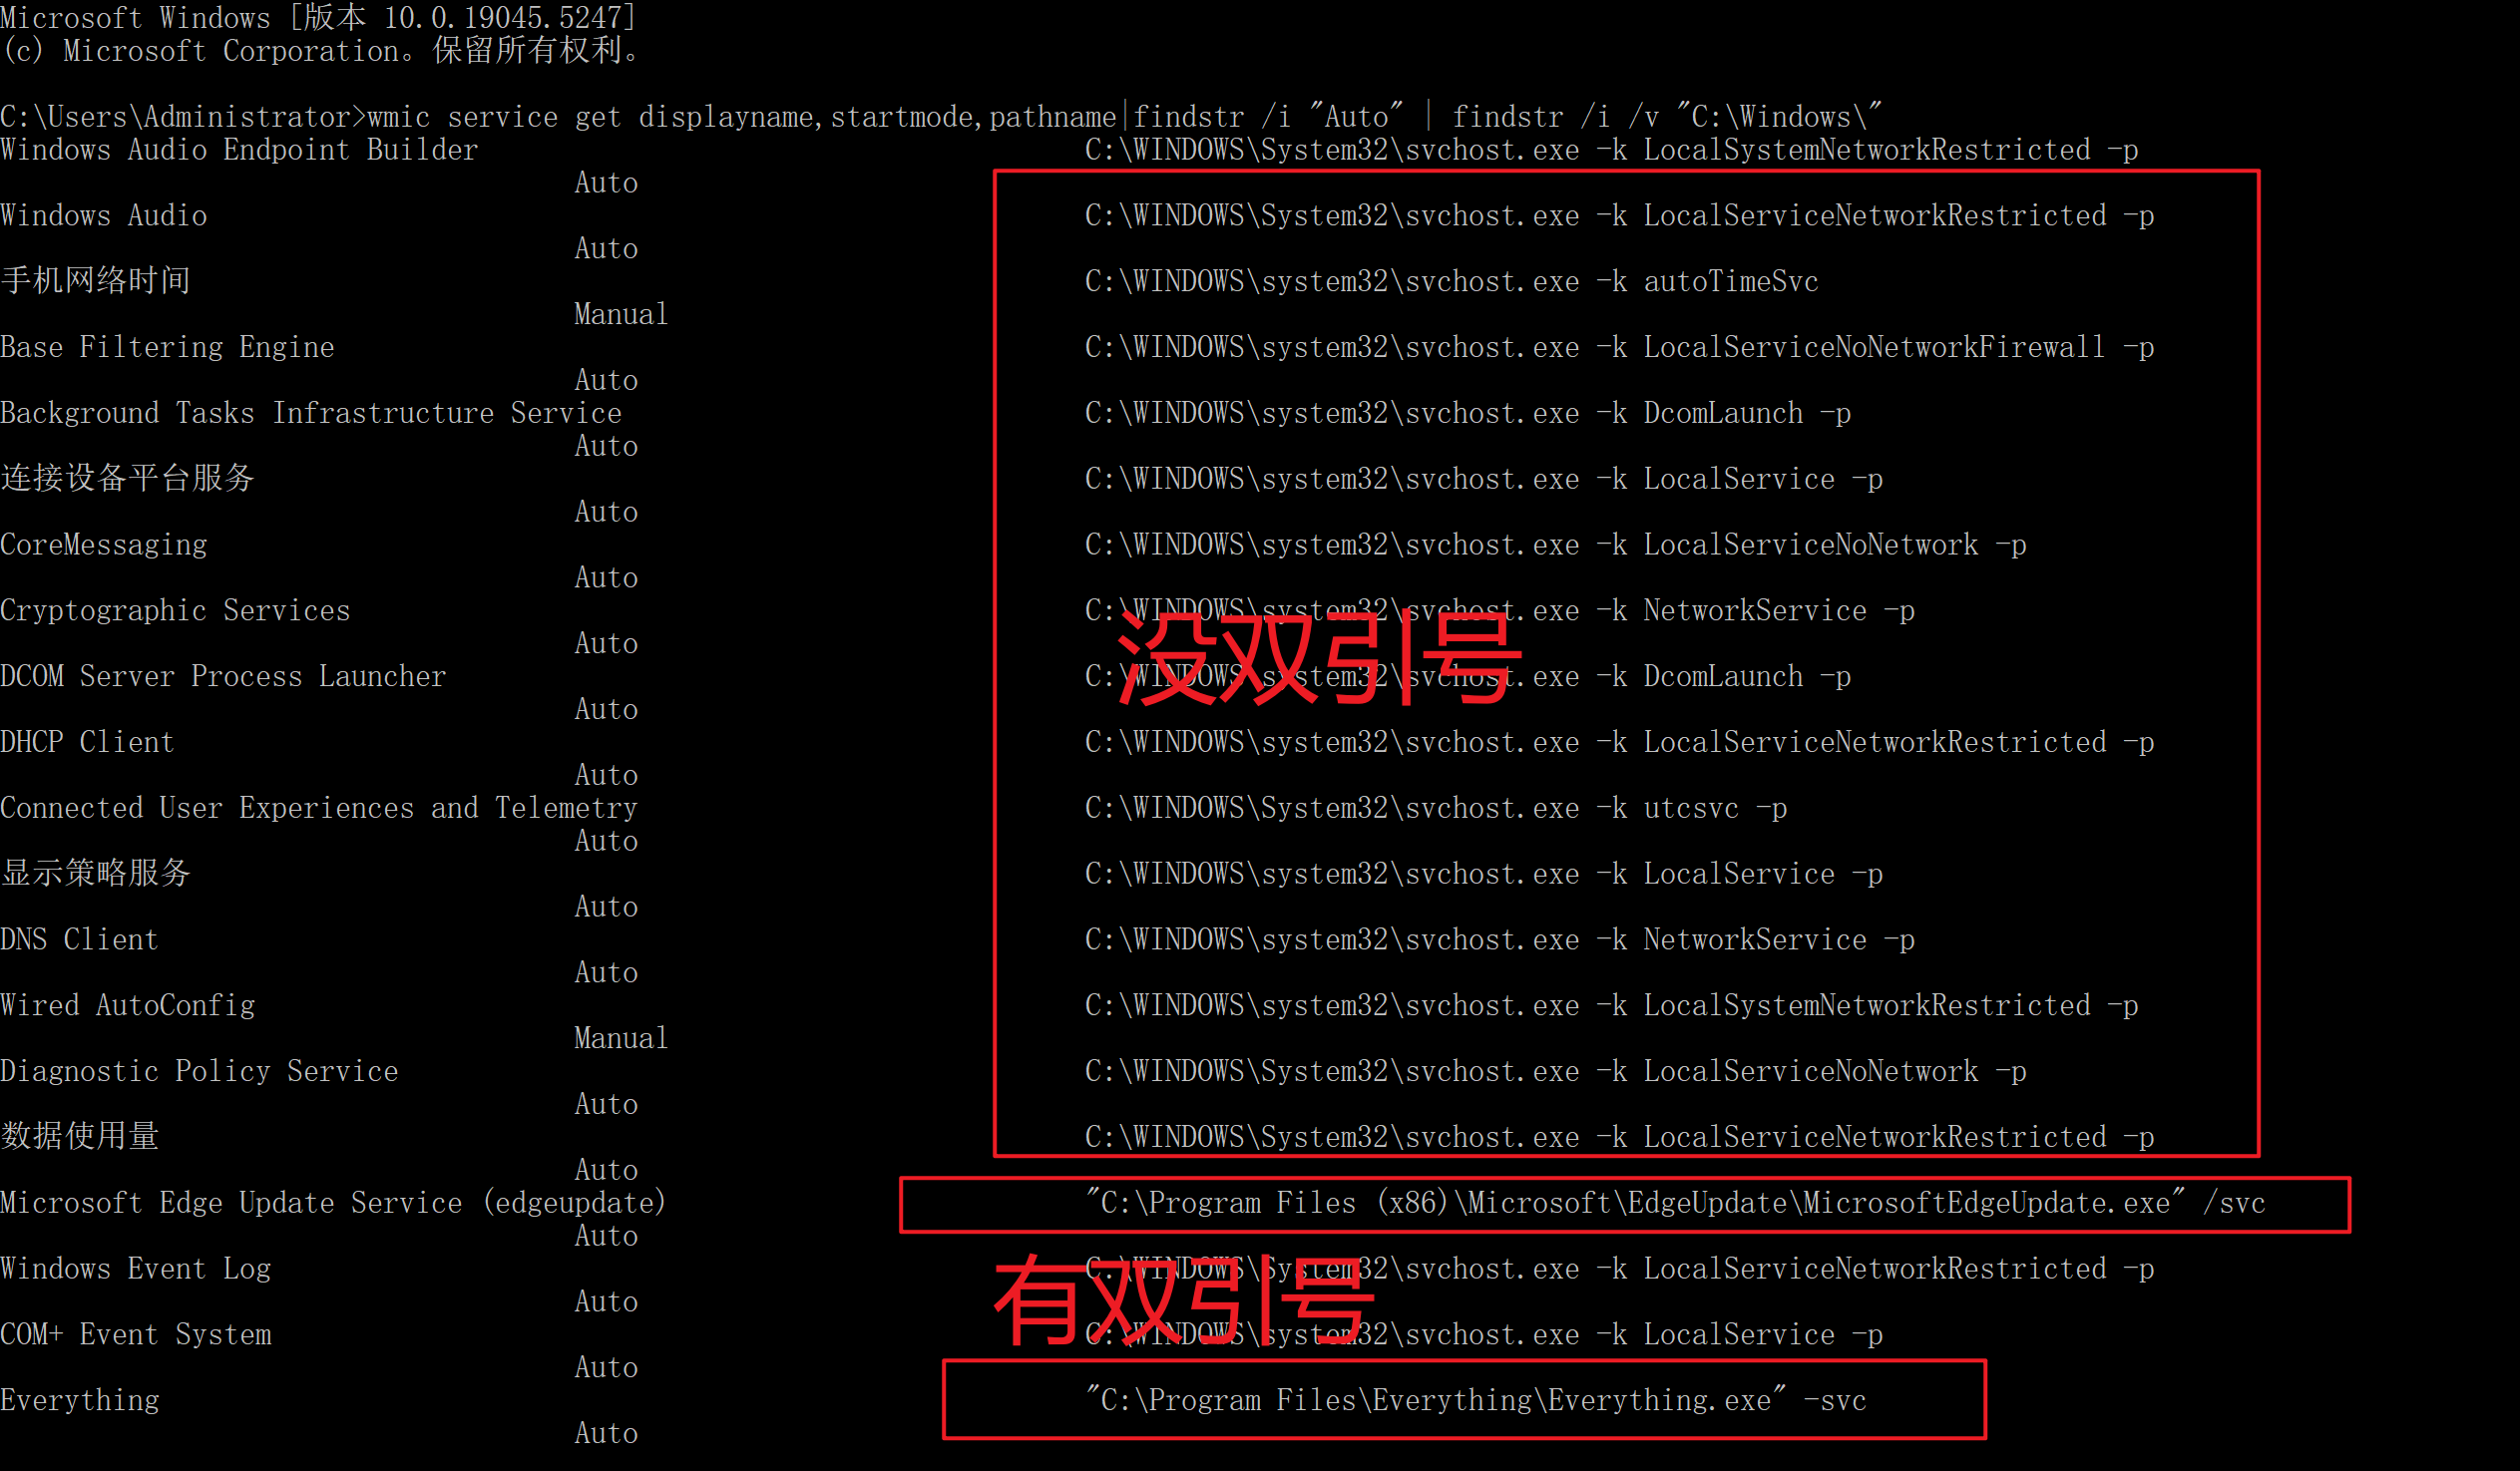 Microsoft Windows [版本 10.0.19045.5247]
(c) Microsoft Corporation。保留所有权利。
C:\Users\Administrator>wmic service get displayname,startmode,pathname|findstr /i "Auto" | findstr /i /v "C:\Windows\"
Windows Audio Endpoint Builder C:\WINDOWS\System32\svchost.exe -k LocalSystemNetworkRestricted -p
Auto
Windows Audio C:\WINDOWS\System32\svchost.exe -k LocalServiceNetworkRestricted -p
Auto
手机网络时间 C:\WINDOWS\system32\svchost.exe -k autoTimeSvc
Manual
Base Filtering Engine C:\WINDOWS\system32\svchost.exe -k LocalServiceNoNetworkFirewall -p
Auto
Background Tasks Infrastructure Service C:\WINDOWS\system32\svchost.exe -k DcomLaunch -p
Auto
连接设备平台服务 C:\WINDOWS\system32\svchost.exe -k LocalService -p
Auto
CoreMessaging C:\WINDOWS\system32\svchost.exe -k LocalServiceNoNetwork -p
Auto
Cryptographic Services C:\WINDOWS\system32\svchost.exe -k NetworkService -p
Auto
没双引号
DCOM Server Process Launcher C:\WINDOWS\system32\svchost.exe -k DcomLaunch -p
Auto
DHCP Client C:\WINDOWS\system32\svchost.exe -k LocalServiceNetworkRestricted -p
Auto
Connected User Experiences and Telemetry C:\WINDOWS\System32\svchost.exe -k utcsvc -p
Auto
显示策略服务 C:\WINDOWS\system32\svchost.exe -k LocalService -p
Auto
DNS Client C:\WINDOWS\system32\svchost.exe -k NetworkService -p
Auto
Wired AutoConfig C:\WINDOWS\system32\svchost.exe -k LocalSystemNetworkRestricted -p
Manual
Diagnostic Policy Service C:\WINDOWS\System32\svchost.exe -k LocalServiceNoNetwork -p
Auto
数据使用量 C:\WINDOWS\System32\svchost.exe -k LocalServiceNetworkRestricted -p
Auto
Microsoft Edge Update Service (edgeupdate) "C:\Program Files (x86)\Microsoft\EdgeUpdate\MicrosoftEdgeUpdate.exe" /svc
Auto
Windows Event Log C:\WINDOWS\System32\svchost.exe -k LocalServiceNetworkRestricted -p
Auto
有双引号
COM+ Event System C:\WINDOWS\system32\svchost.exe -k LocalService -p
Auto
Everything "C:\Program Files\Everything\Everything.exe" -svc
Auto